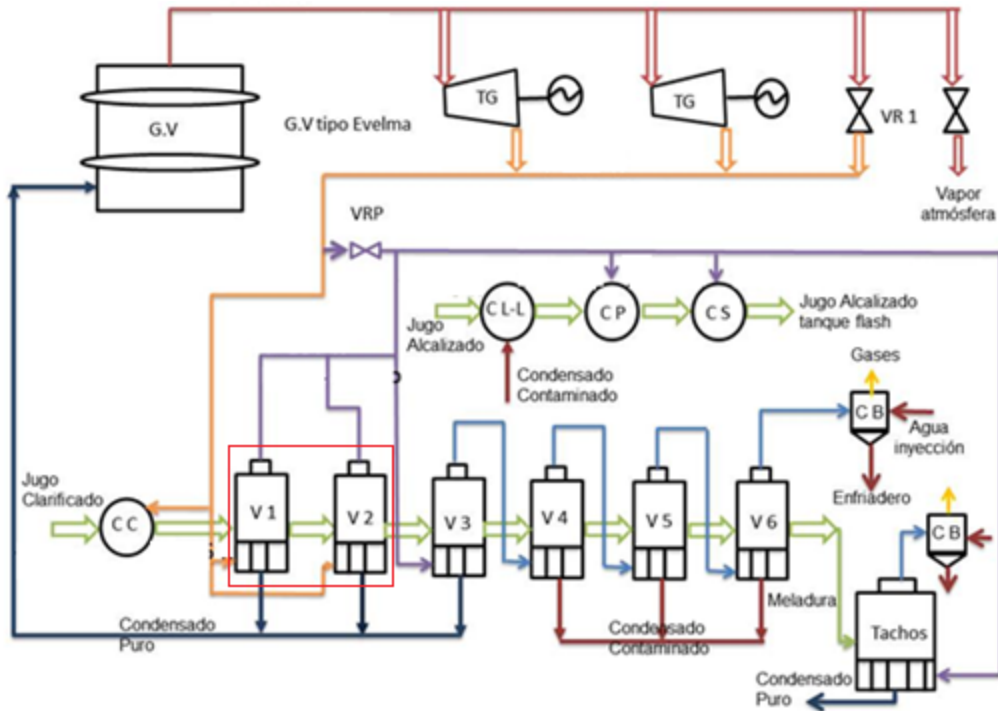 G.V
G.V tipo Evelma
TG
TG
VR 1
Vapor
atmósfera
VRP
C L-L
C P
C S
Jugo
Alcalizado
Jugo Alcalizado
tanque flash
Condensado
Contaminado
Gases
C B
Agua
inyección
Enfriadero
Jugo
Clarificado
C C
V 1
V 2
V 3
V 4
V 5
V 6
C B
Meladura
Tachos
Condensado
Puro
Condensado
Contaminado
Condensado
Puro